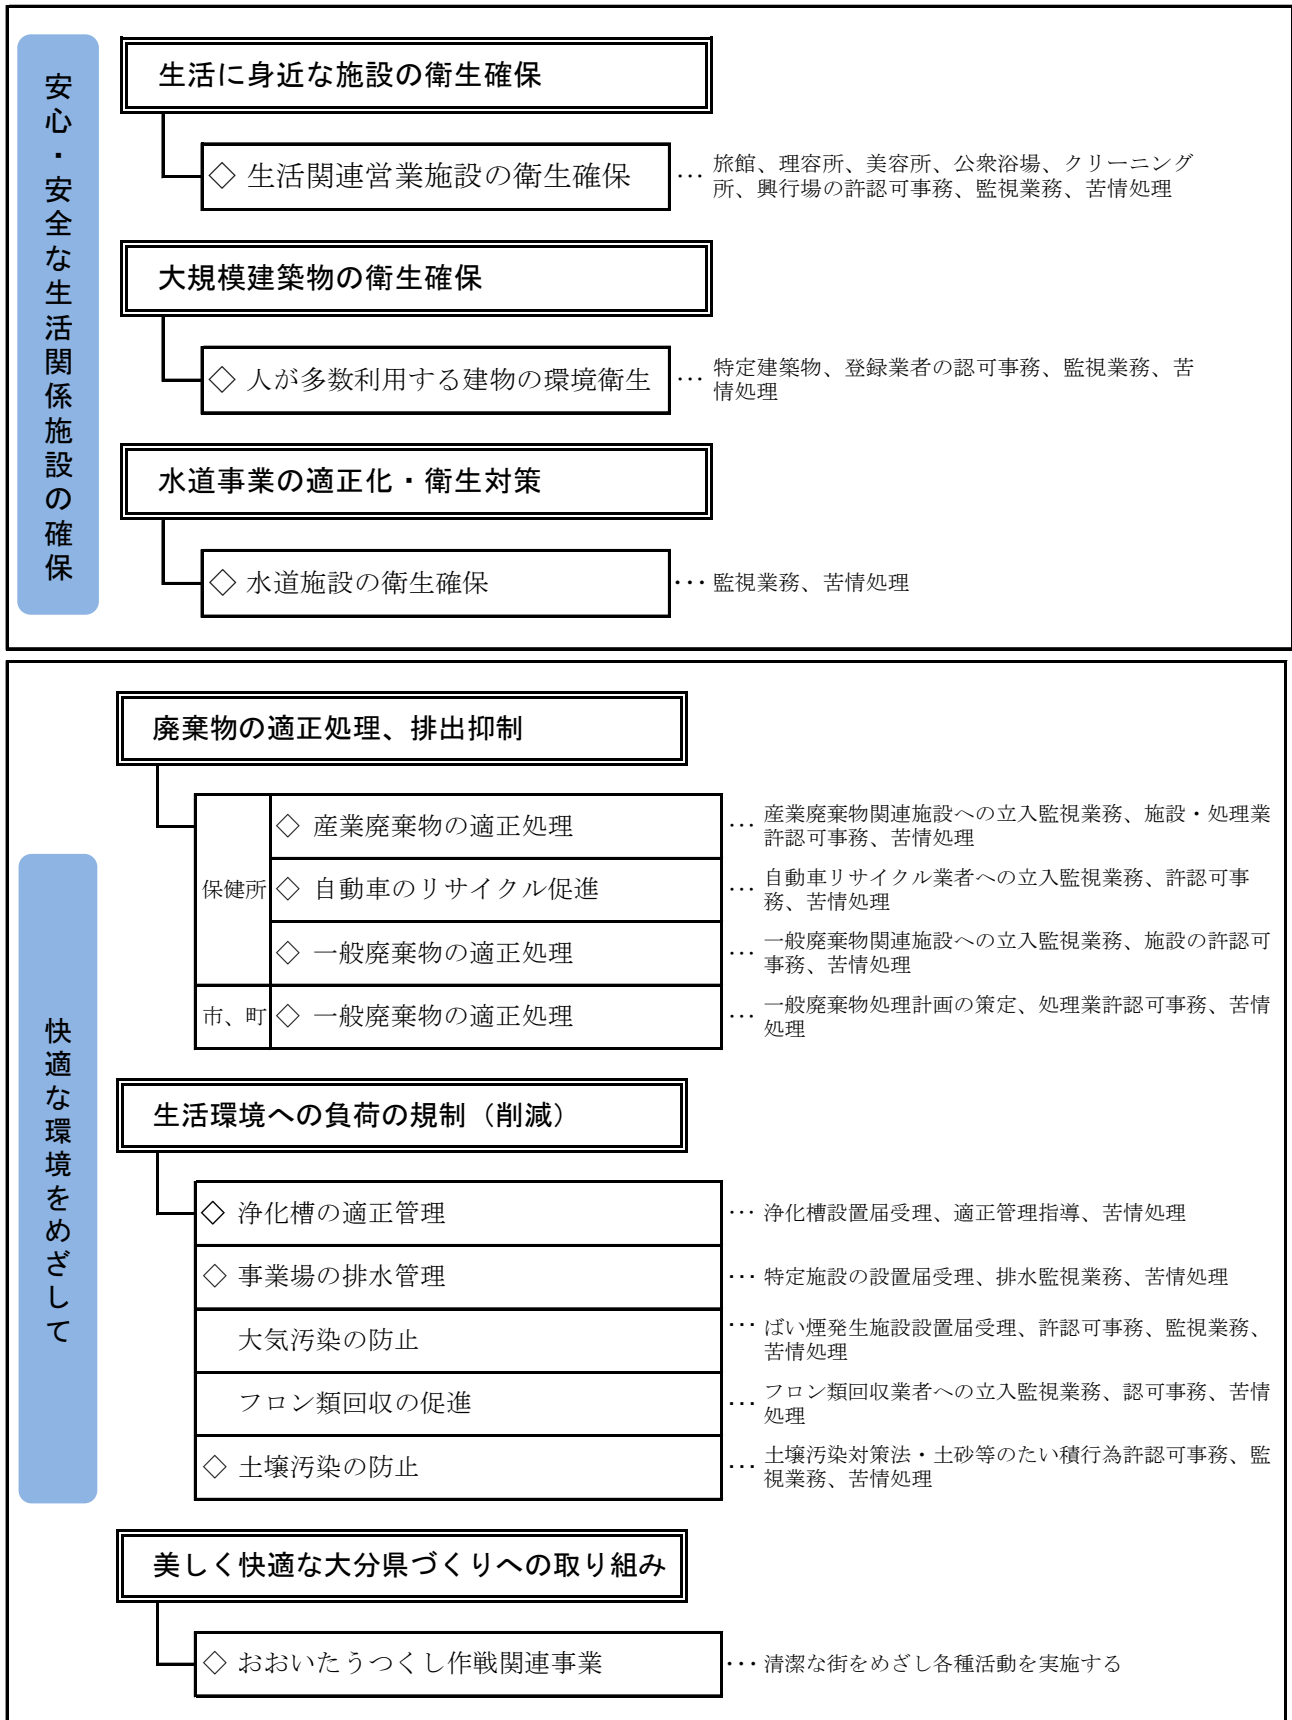 安心・安全な生活関係施設の確保
生活に身近な施設の衛生確保
◇ 生活関連営業施設の衛生確保
… 旅館、理容所、美容所、公衆浴場、クリーニング
所、興行場の許認可事務、監視業務、苦情処理
大規模建築物の衛生確保
◇ 人が多数利用する建物の環境衛生
… 特定建築物、登録業者の認可事務、監視業務、苦
情処理
水道事業の適正化・衛生対策
◇ 水道施設の衛生確保
… 監視業務、苦情処理
快適な環境をめざして
廃棄物の適正処理、排出抑制
保健所
◇ 産業廃棄物の適正処理
… 産業廃棄物関連施設への立入監視業務、施設・処理業
許認可事務、苦情処理
◇ 自動車のリサイクル促進
… 自動車リサイクル業者への立入監視業務、許認可事
務、苦情処理
◇ 一般廃棄物の適正処理
… 一般廃棄物関連施設への立入監視業務、施設の許認可
事務、苦情処理
市、町
◇ 一般廃棄物の適正処理
… 一般廃棄物処理計画の策定、処理業許認可事務、苦情
処理
生活環境への負荷の規制（削減）
◇ 浄化槽の適正管理
… 浄化槽設置届受理、適正管理指導、苦情処理
◇ 事業場の排水管理
… 特定施設の設置届受理、排水監視業務、苦情処理
大気汚染の防止
… ばい煙発生施設設置届受理、許認可事務、監視業務、
苦情処理
フロン類回収の促進
… フロン類回収業者への立入監視業務、認可事務、苦情
処理
◇ 土壌汚染の防止
… 土壌汚染対策法・土砂等のたい積行為許認可事務、監
視業務、苦情処理
美しく快適な大分県づくりへの取り組み
◇ おおいたうつくし作戦関連事業
… 清潔な街をめざし各種活動を実施する